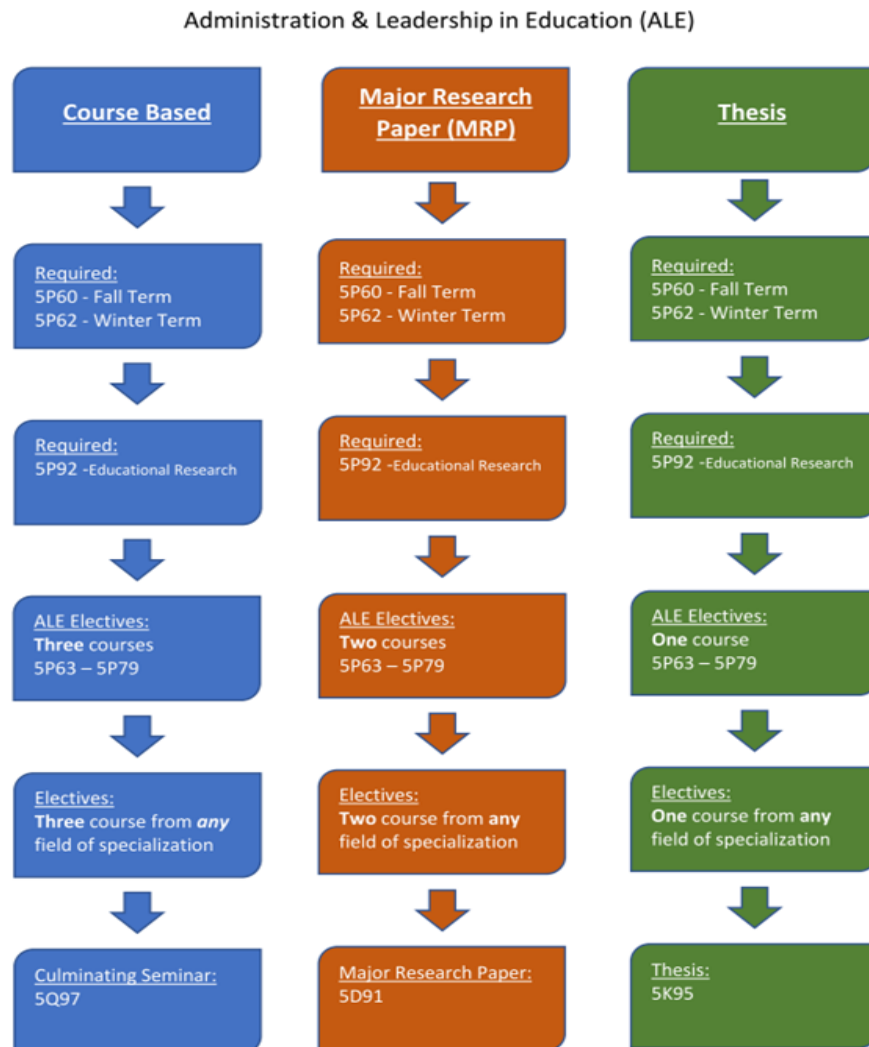 Administration & Leadership in Education (ALE)
Course Based
Required:
5P60 - Fall Term
5P62 - Winter Term
Required:
5P92 -Educational Research
ALE Electives:
Three courses
5P63 – 5P79
Electives:
Three course from any
field of specialization
Culminating Seminar:
5Q97
Major Research
Paper (MRP)
Required:
5P60 - Fall Term
5P62 - Winter Term
Required:
5P92 -Educational Research
ALE Electives:
Two courses
5P63 – 5P79
Electives:
Two course from any
field of specialization
Major Research Paper:
5D91
Thesis
Required:
5P60 - Fall Term
5P62 - Winter Term
Required:
5P92 -Educational Research
ALE Electives:
One course
5P63 – 5P79
Electives:
One course from any
field of specialization
Thesis:
5K95